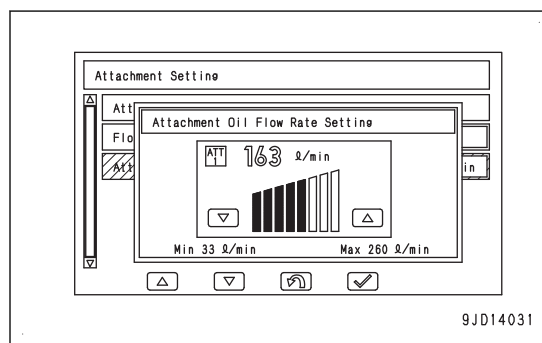 Attachment Setting
Att
Attachment Oil Flow Rate Setting
Flo
ATT 1 163 ℓ/min
Att in
Min 33 ℓ/min Max 260 ℓ/min
9JD14031